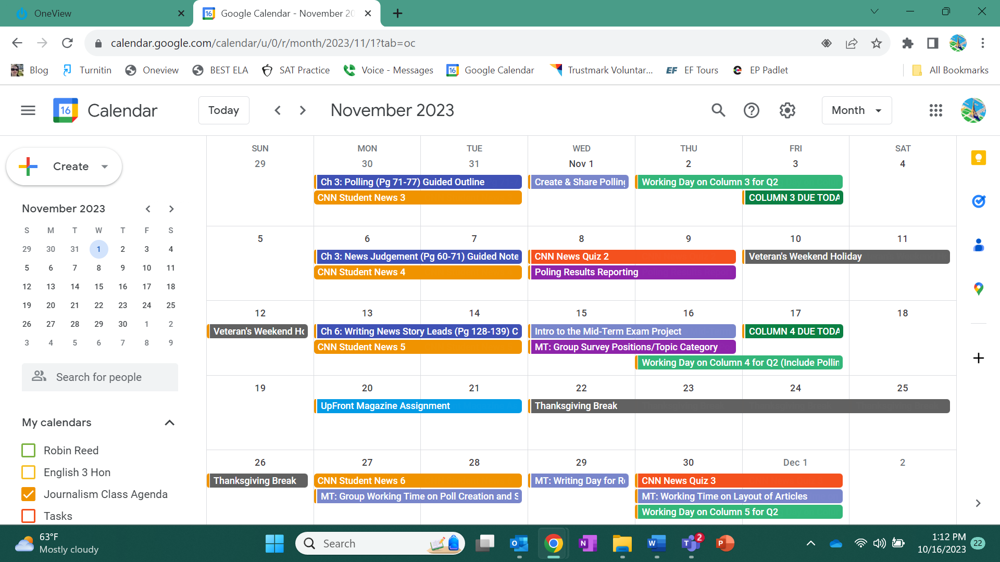 OneView
Google Calendar - November 20
calendar.google.com/calendar/u/0/r/month/2023/11/1?tab=oc
Blog Turnitin Oneview BEST ELA SAT Practice Voice - Messages 16 Google Calendar Trustmark Voluntar... EF EF Tours EP Padlet All Bookmarks
16 Calendar Today November 2023 Month
Create
November 2023
S M T W T F S
29 30 31 1 2 3 4
5 6 7 8 9 10 11
12 13 14 15 16 17 18
19 20 21 22 23 24 25
26 27 28 29 30 1 2
3 4 5 6 7 8 9
Search for people
My calendars
Robin Reed
English 3 Hon
Journalism Class Agenda
Tasks
SUN MON TUE WED THU FRI SAT
29 30 31 Nov 1 2 3 4
Ch 3: Polling (Pg 71-77) Guided Outline
Create & Share Polling
Working Day on Column 3 for Q2
CNN Student News 3
COLUMN 3 DUE TODA
5 6 7 8 9 10 11
Ch 3: News Judgement (Pg 60-71) Guided Note
CNN News Quiz 2
Veteran's Weekend Holiday
CNN Student News 4
Poling Results Reporting
12 13 14 15 16 17 18
Veteran's Weekend Ho
Ch 6: Writing News Story Leads (Pg 128-139) C
Intro to the Mid-Term Exam Project
COLUMN 4 DUE TODA
CNN Student News 5
MT: Group Survey Positions/Topic Category
Working Day on Column 4 for Q2 (Include Pollin
19 20 21 22 23 24 25
UpFront Magazine Assignment
Thanksgiving Break
26 27 28 29 30 Dec 1 2
Thanksgiving Break
CNN Student News 6
MT: Writing Day for Re
CNN News Quiz 3
MT: Group Working Time on Poll Creation and S
MT: Working Time on Layout of Articles
Working Day on Column 5 for Q2
63°F
Mostly cloudy
Search
2
1:12 PM
10/16/2023
22